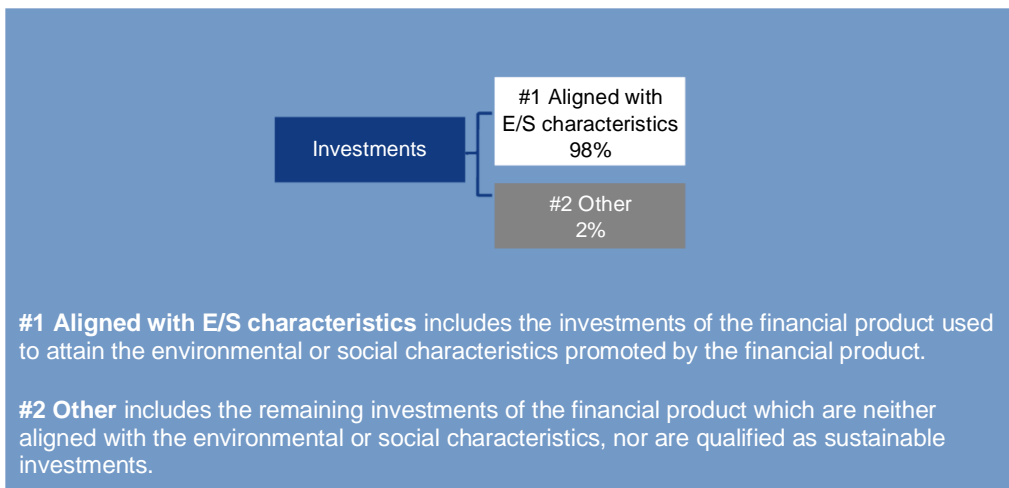 #1 Aligned with
E/S characteristics
98%
Investments
#2 Other
2%
#1 Aligned with E/S characteristics includes the investments of the financial product used
to attain the environmental or social characteristics promoted by the financial product.
#2 Other includes the remaining investments of the financial product which are neither
aligned with the environmental or social characteristics, nor are qualified as sustainable
investments.